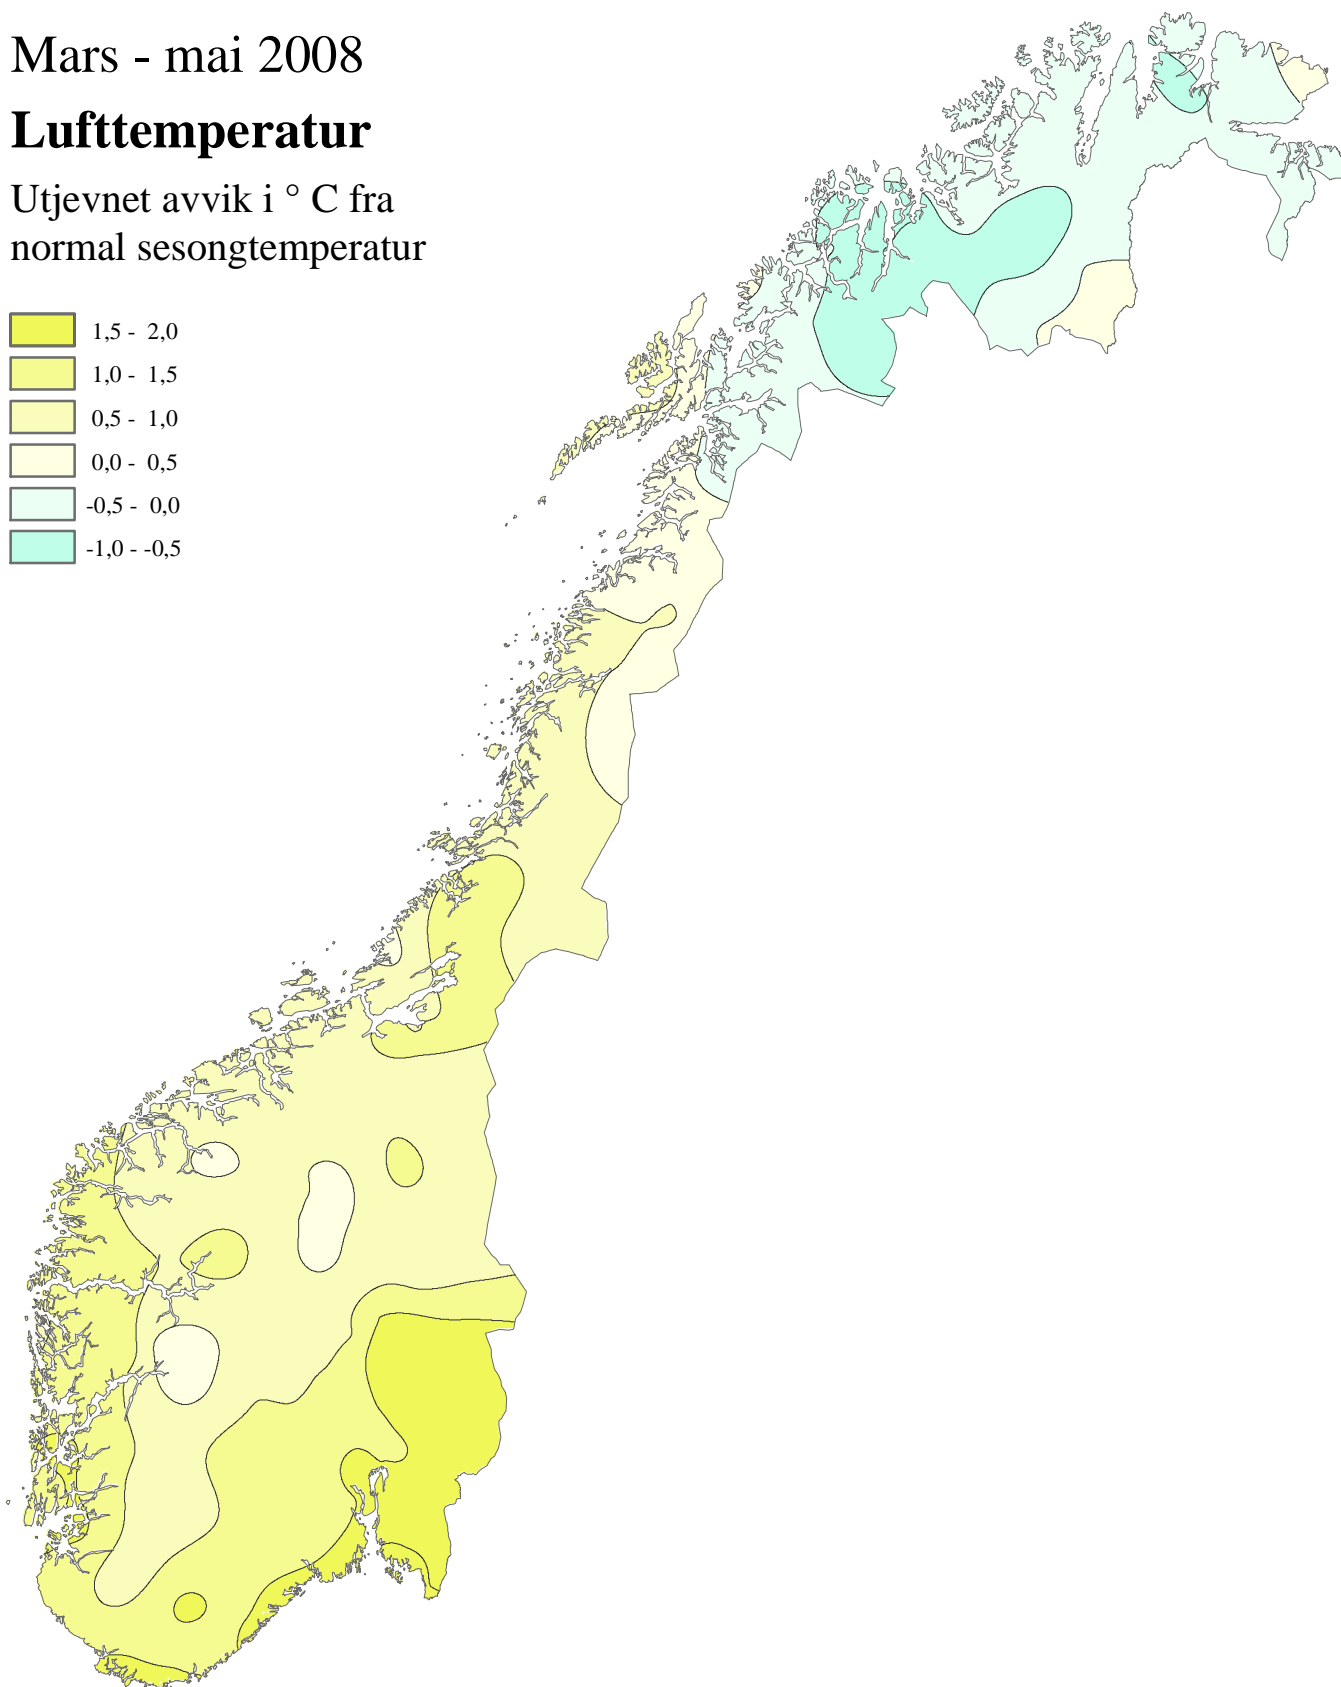 Mars - mai 2008
Lufttemperatur
Utjevnet avvik i ° C fra
normal sesongtemperatur
1,5 - 2,0
1,0 - 1,5
0,5 - 1,0
0,0 - 0,5
-0,5 - 0,0
-1,0 - -0,5